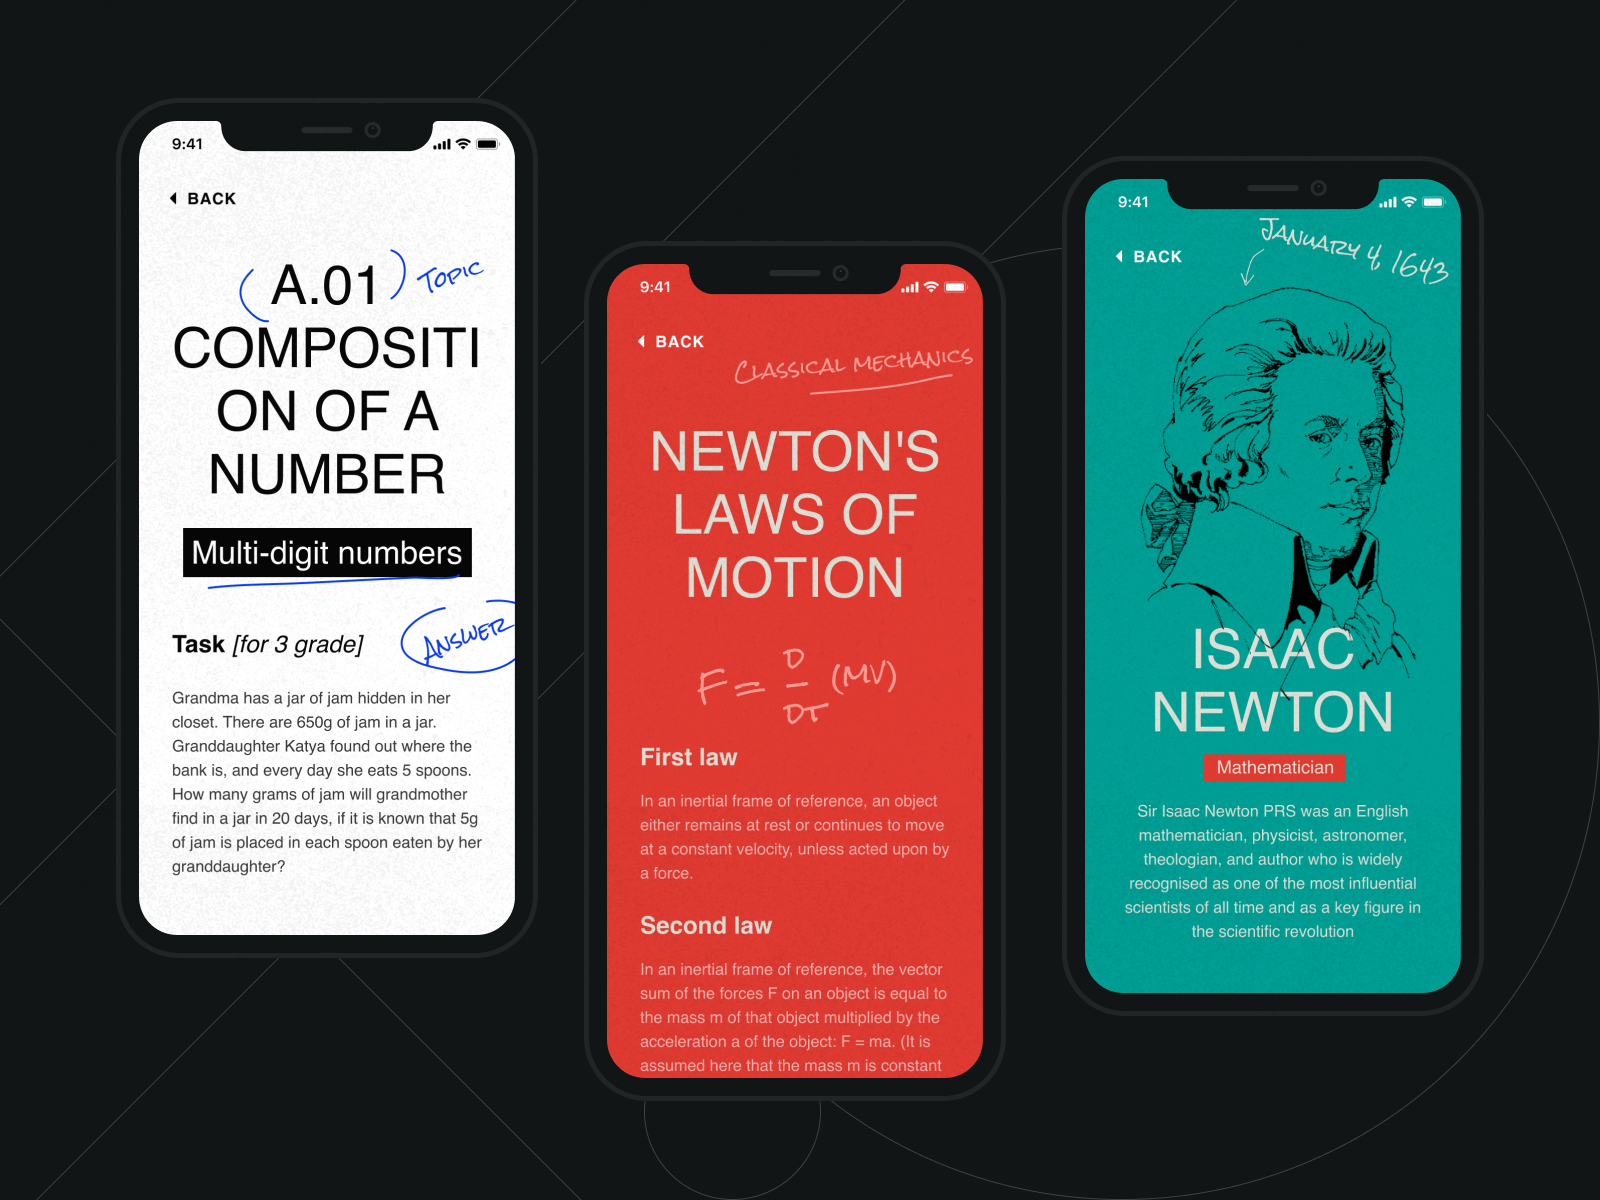 9:41
BACK
(A.01) TOPIC
COMPOSITI
ON OF A
NUMBER
Multi-digit numbers
Task [for 3 grade]
ANSWER
Grandma has a jar of jam hidden in her
closet. There are 650g of jam in a jar.
Granddaughter Katya found out where the
bank is, and every day she eats 5 spoons.
How many grams of jam will grandmother
find in a jar in 20 days, if it is known that 5g
of jam is placed in each spoon eaten by her
granddaughter?
9:41
BACK
CLASSICAL MECHANICS
NEWTON'S
LAWS OF
MOTION
F = D/DT (MV)
First law
In an inertial frame of reference, an object
either remains at rest or continues to move
at a constant velocity, unless acted upon by
a force.
Second law
In an inertial frame of reference, the vector
sum of the forces F on an object is equal to
the mass m of that object multiplied by the
acceleration a of the object: F = ma. (It is
assumed here that the mass m is constant
9:41
JANUARY 4, 1643
BACK
ISAAC
NEWTON
Mathematician
Sir Isaac Newton PRS was an English
mathematician, physicist, astronomer,
theologian, and author who is widely
recognised as one of the most influential
scientists of all time and as a key figure in
the scientific revolution